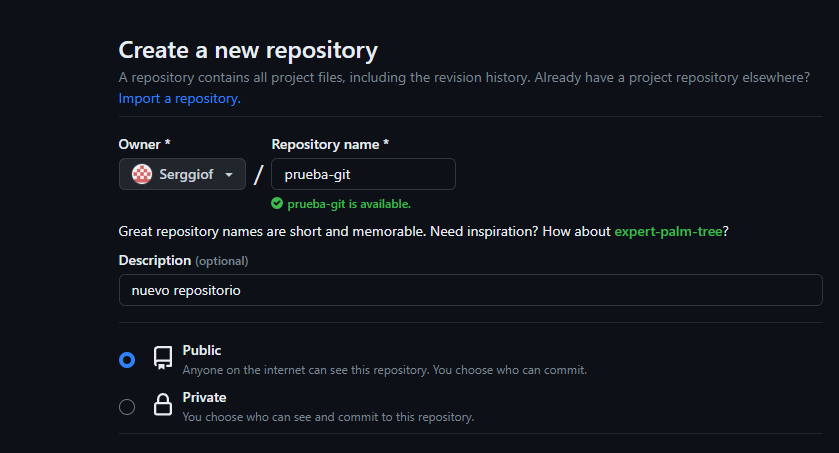 Create a new repository
A repository contains all project files, including the revision history. Already have a project repository elsewhere?
Import a repository.
Owner * Repository name *
Serggiof / prueba-git
prueba-git is available.
Great repository names are short and memorable. Need inspiration? How about expert-palm-tree?
Description (optional)
nuevo repositorio
Public
Anyone on the internet can see this repository. You choose who can commit.
Private
You choose who can see and commit to this repository.